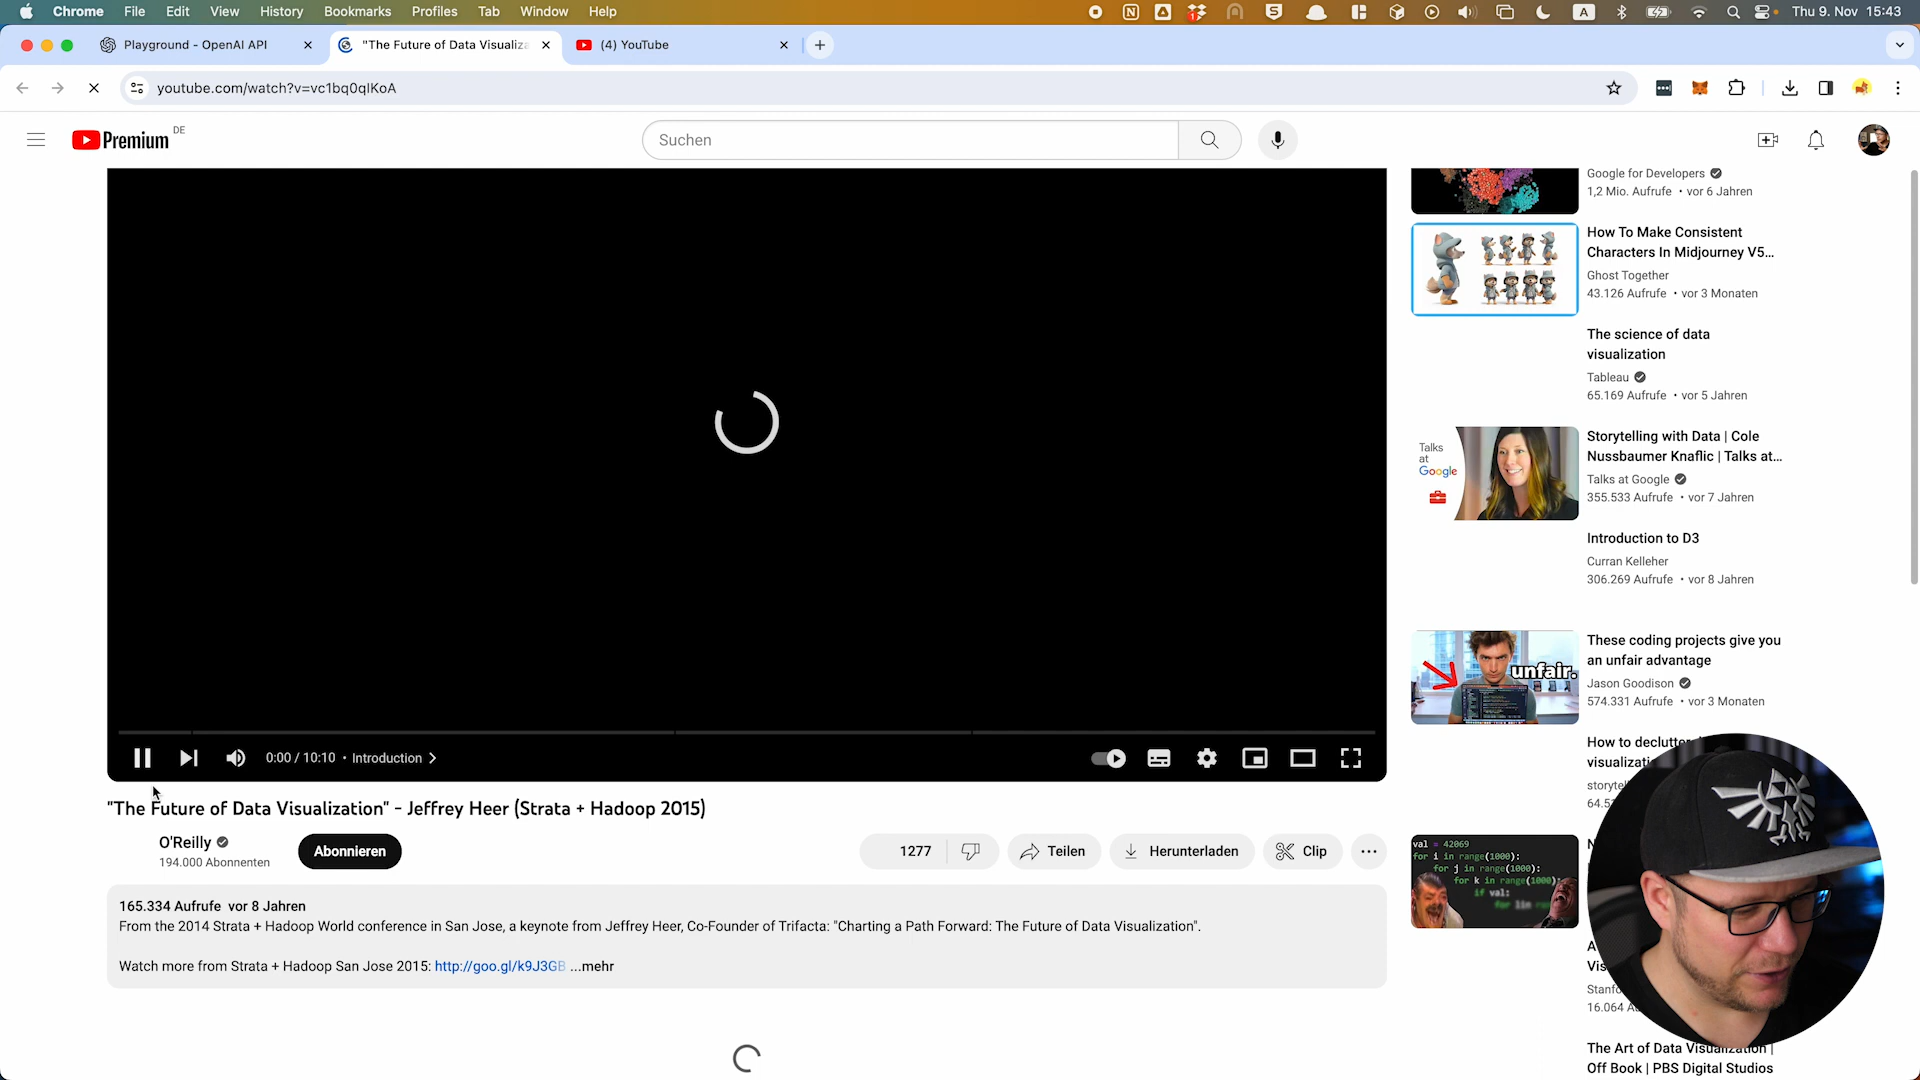 Chrome File Edit View History Bookmarks Profiles Tab Window Help
1 5 A Thu 9. Nov 15:43
Playground - OpenAI API
"The Future of Data Visualiza
(4) YouTube
youtube.com/watch?v=vc1bq0qIKoA
Premium DE
Suchen
Google for Developers
1,2 Mio. Aufrufe • vor 6 Jahren
How To Make Consistent
Characters In Midjourney V5...
Ghost Together
43.126 Aufrufe • vor 3 Monaten
The science of data
visualization
Tableau
65.169 Aufrufe • vor 5 Jahren
Talks
at
Google
Storytelling with Data | Cole
Nussbaumer Knaflic | Talks at...
Talks at Google
355.533 Aufrufe • vor 7 Jahren
Introduction to D3
Curran Kelleher
306.269 Aufrufe • vor 8 Jahren
unfair.
These coding projects give you
an unfair advantage
Jason Goodison
574.331 Aufrufe • vor 3 Monaten
How to declutter
val = 42069
for i in range(1000):
for j in range(1000):
for k in range(1000):
if val:
The Art of Data Visualization |
Off Book | PBS Digital Studios
0:00 / 10:10 • Introduction
"The Future of Data Visualization" - Jeffrey Heer (Strata + Hadoop 2015)
O'Reilly
194.000 Abonnenten
Abonnieren
1277
Teilen
Herunterladen
Clip
165.334 Aufrufe vor 8 Jahren
From the 2014 Strata + Hadoop World conference in San Jose, a keynote from Jeffrey Heer, Co-Founder of Trifacta: "Charting a Path Forward: The Future of Data Visualization".
Watch more from Strata + Hadoop San Jose 2015: http://goo.gl/k9J3GB ...mehr